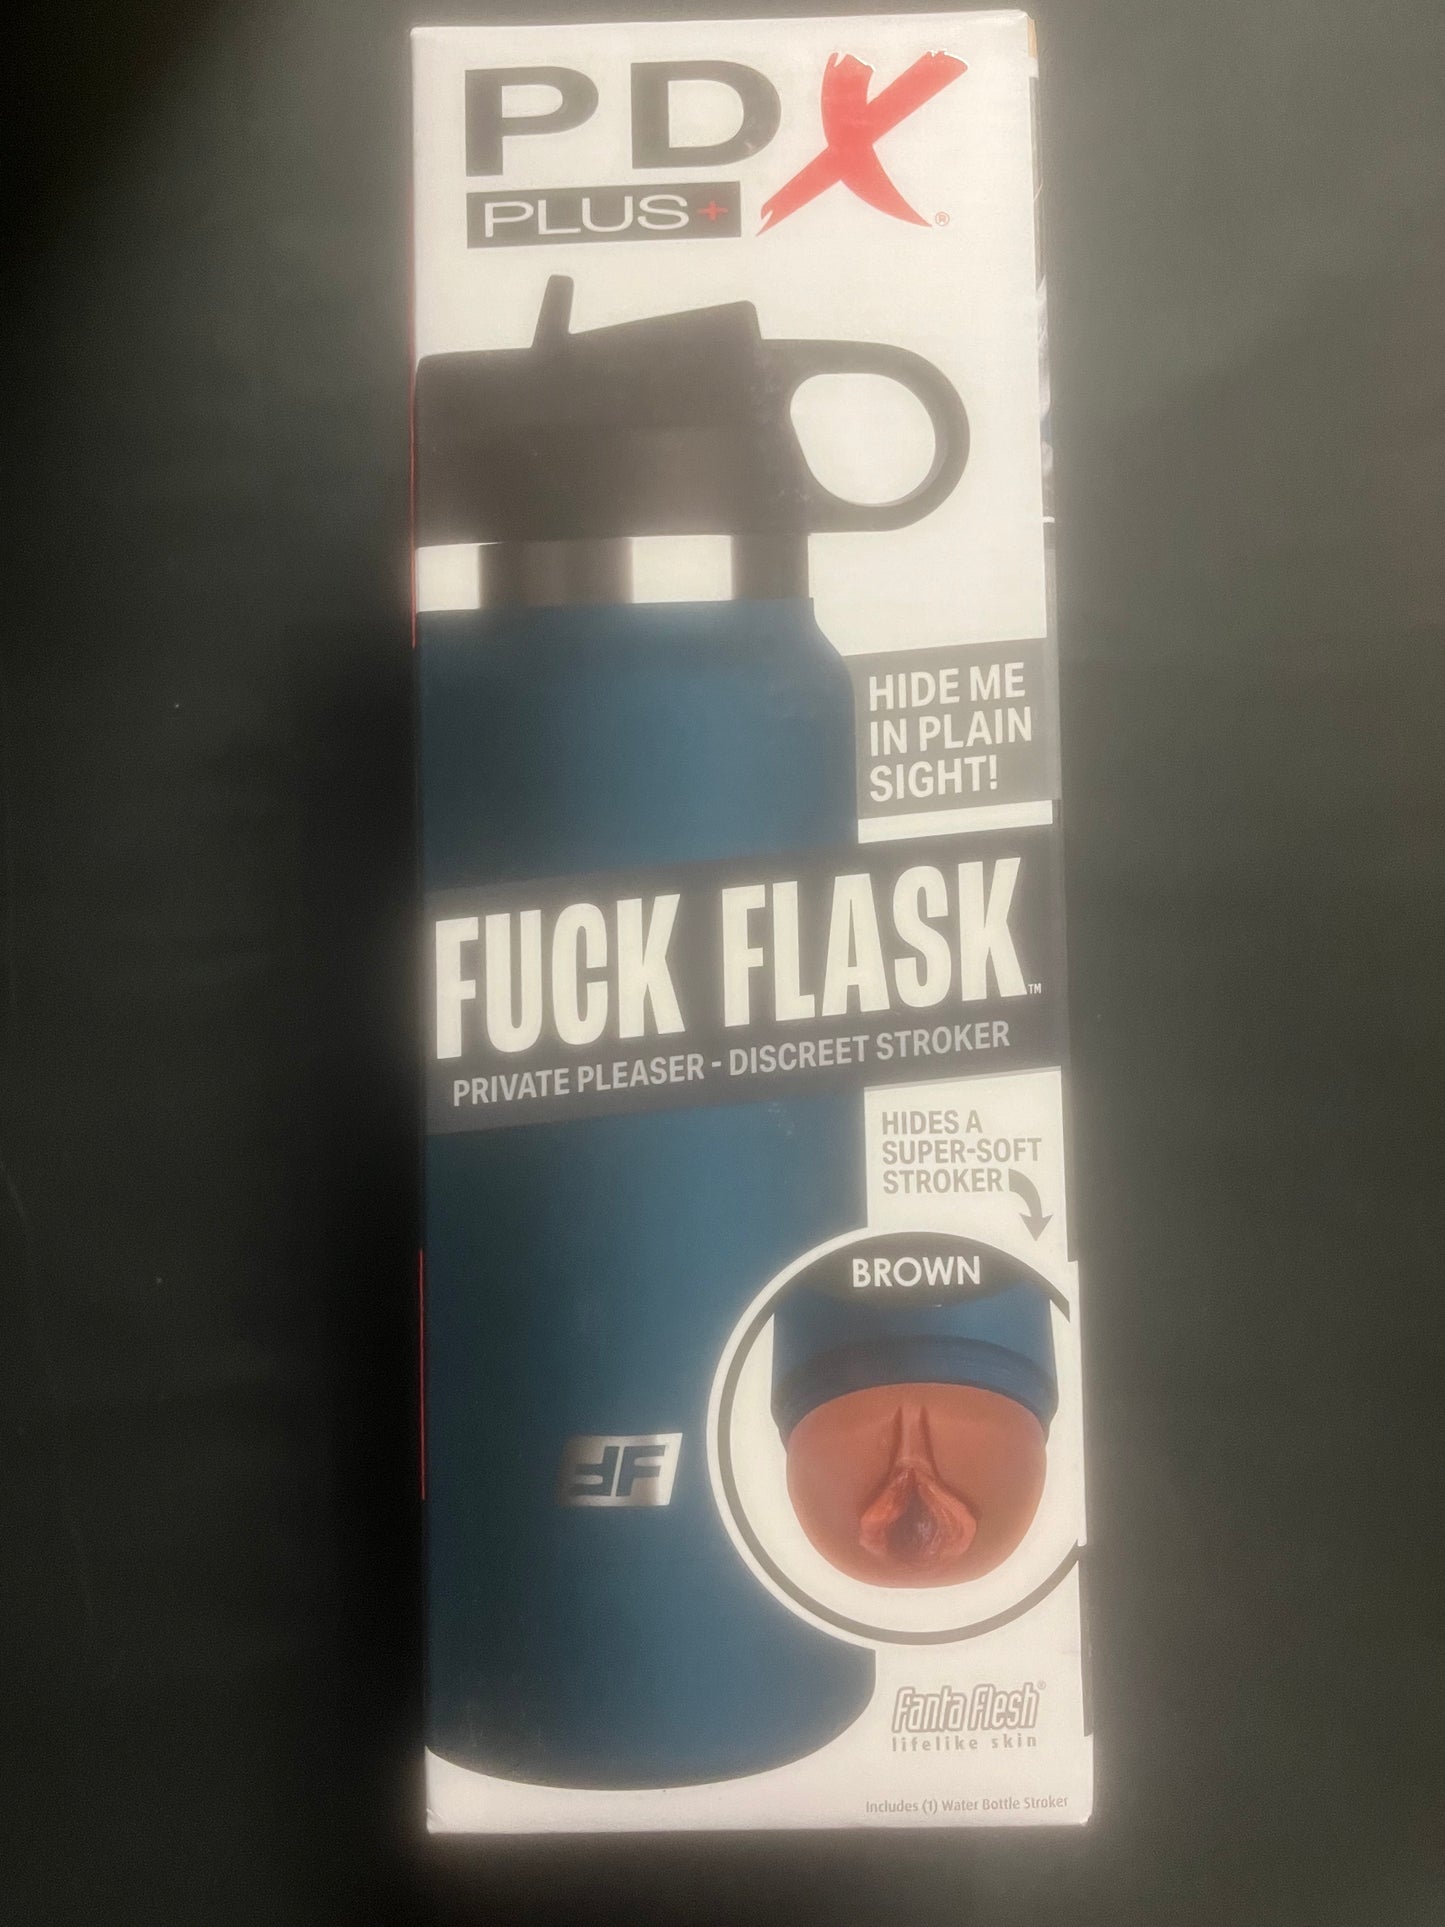 PDX®
PLUS+
HIDE ME
IN PLAIN
SIGHT!
FUCK FLASK™
PRIVATE PLEASER - DISCREET STROKER
HIDES A
SUPER-SOFT
STROKER
BROWN
FF
Fanta Flesh®
lifelike skin
Includes (1) Water Bottle Stroker